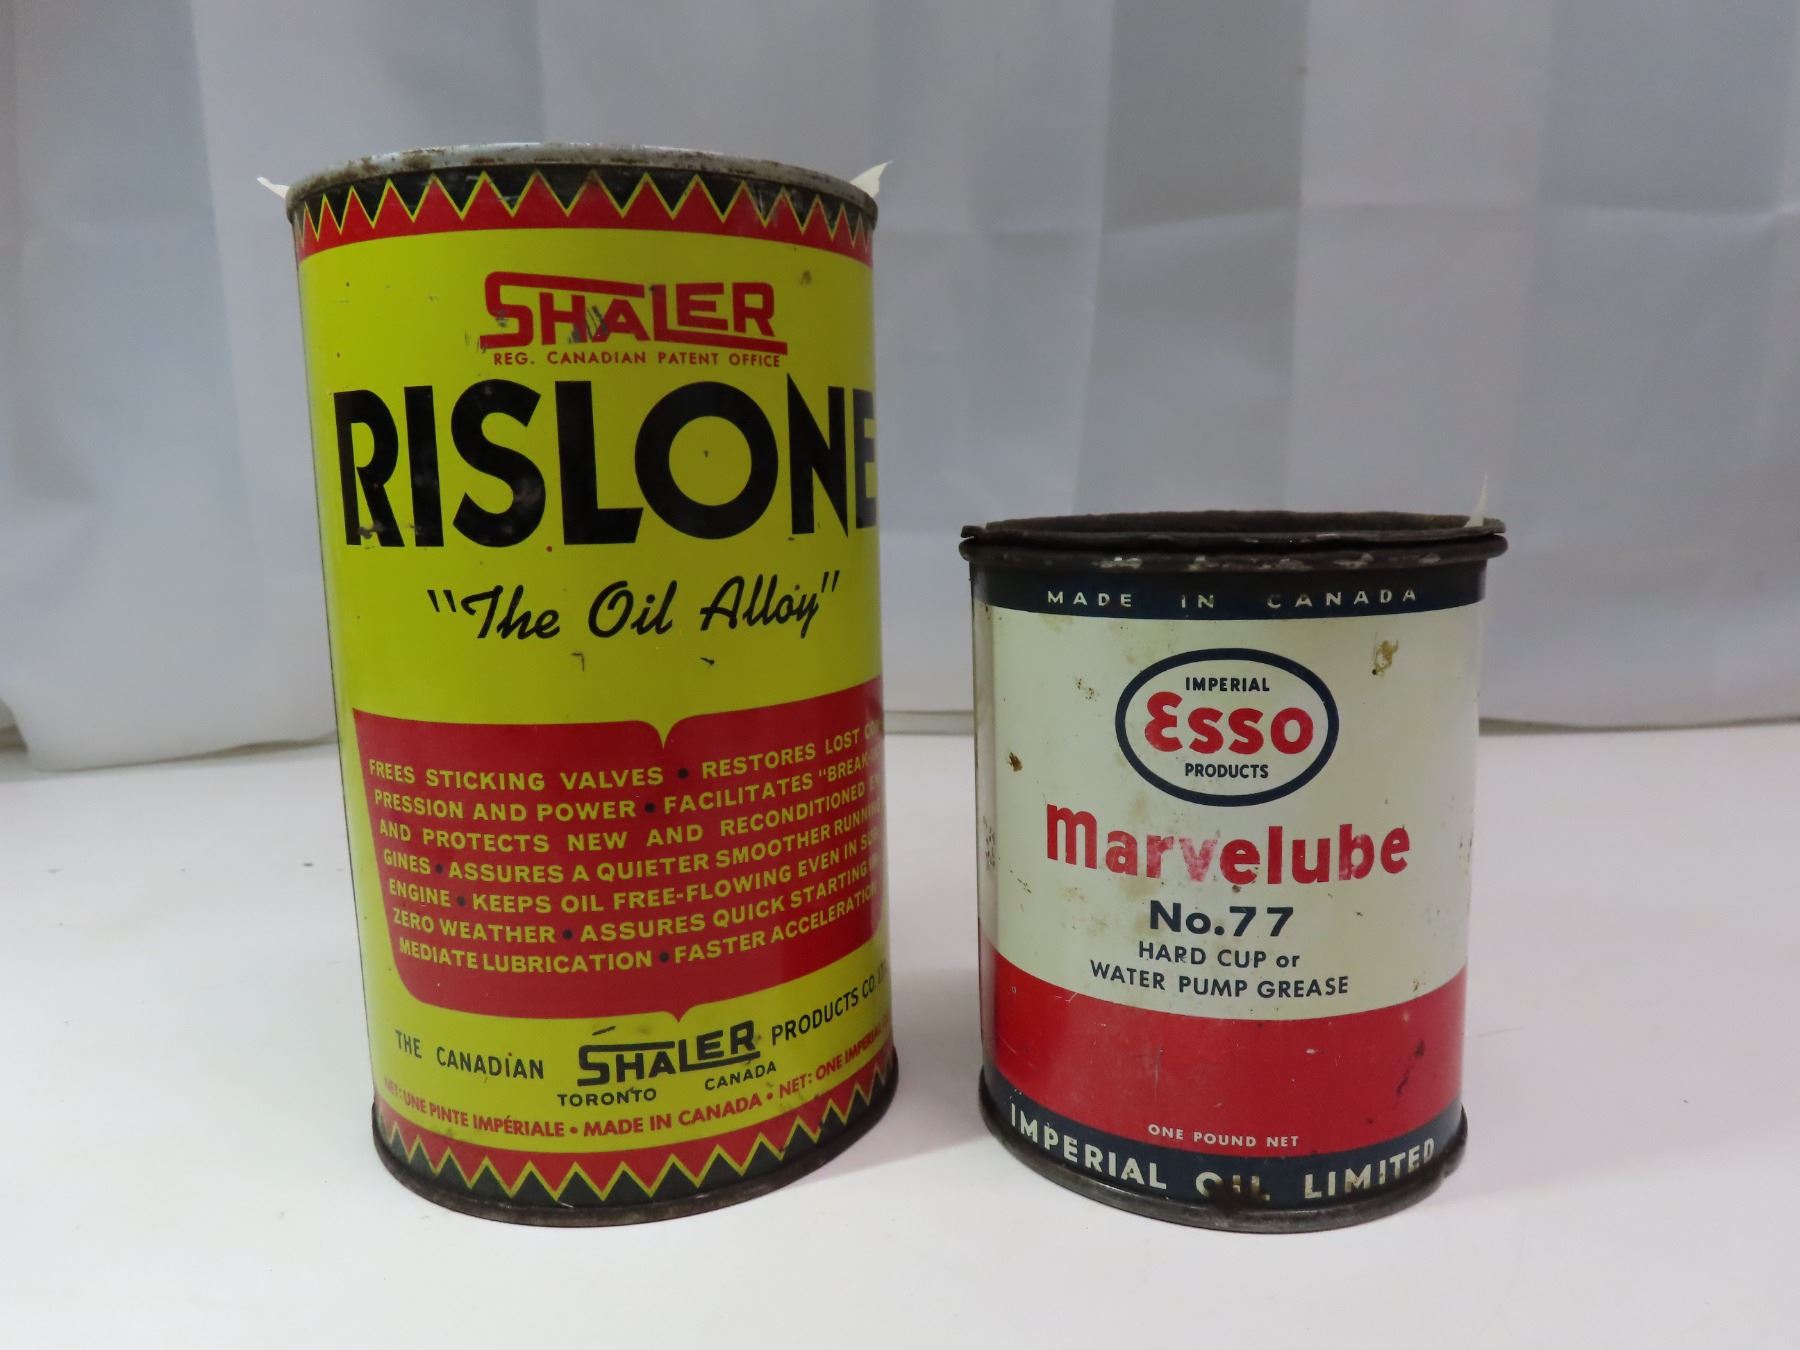 SHALER
REG. CANADIAN PATENT OFFICE
RISLONE
"The Oil Alloy"
FREES STICKING VALVES • RESTORES LOST
PRESSION AND POWER • FACILITATES "BREAK-
AND PROTECTS NEW AND RECONDITIONED
GINES • ASSURES A QUIETER SMOOTHER RUNNING
ENGINE • KEEPS OIL FREE-FLOWING EVEN IN
ZERO WEATHER • ASSURES QUICK STARTING
MEDIATE LUBRICATION • FASTER ACCELERATION
THE CANADIAN SHALER PRODUCTS CO.
TORONTO CANADA
NET: UNE PINTE IMPÉRIALE • MADE IN CANADA • NET: ONE IMPERIAL
MADE IN CANADA
IMPERIAL
Esso
PRODUCTS
Marvelube
No.77
HARD CUP or
WATER PUMP GREASE
ONE POUND NET
IMPERIAL OIL LIMITED